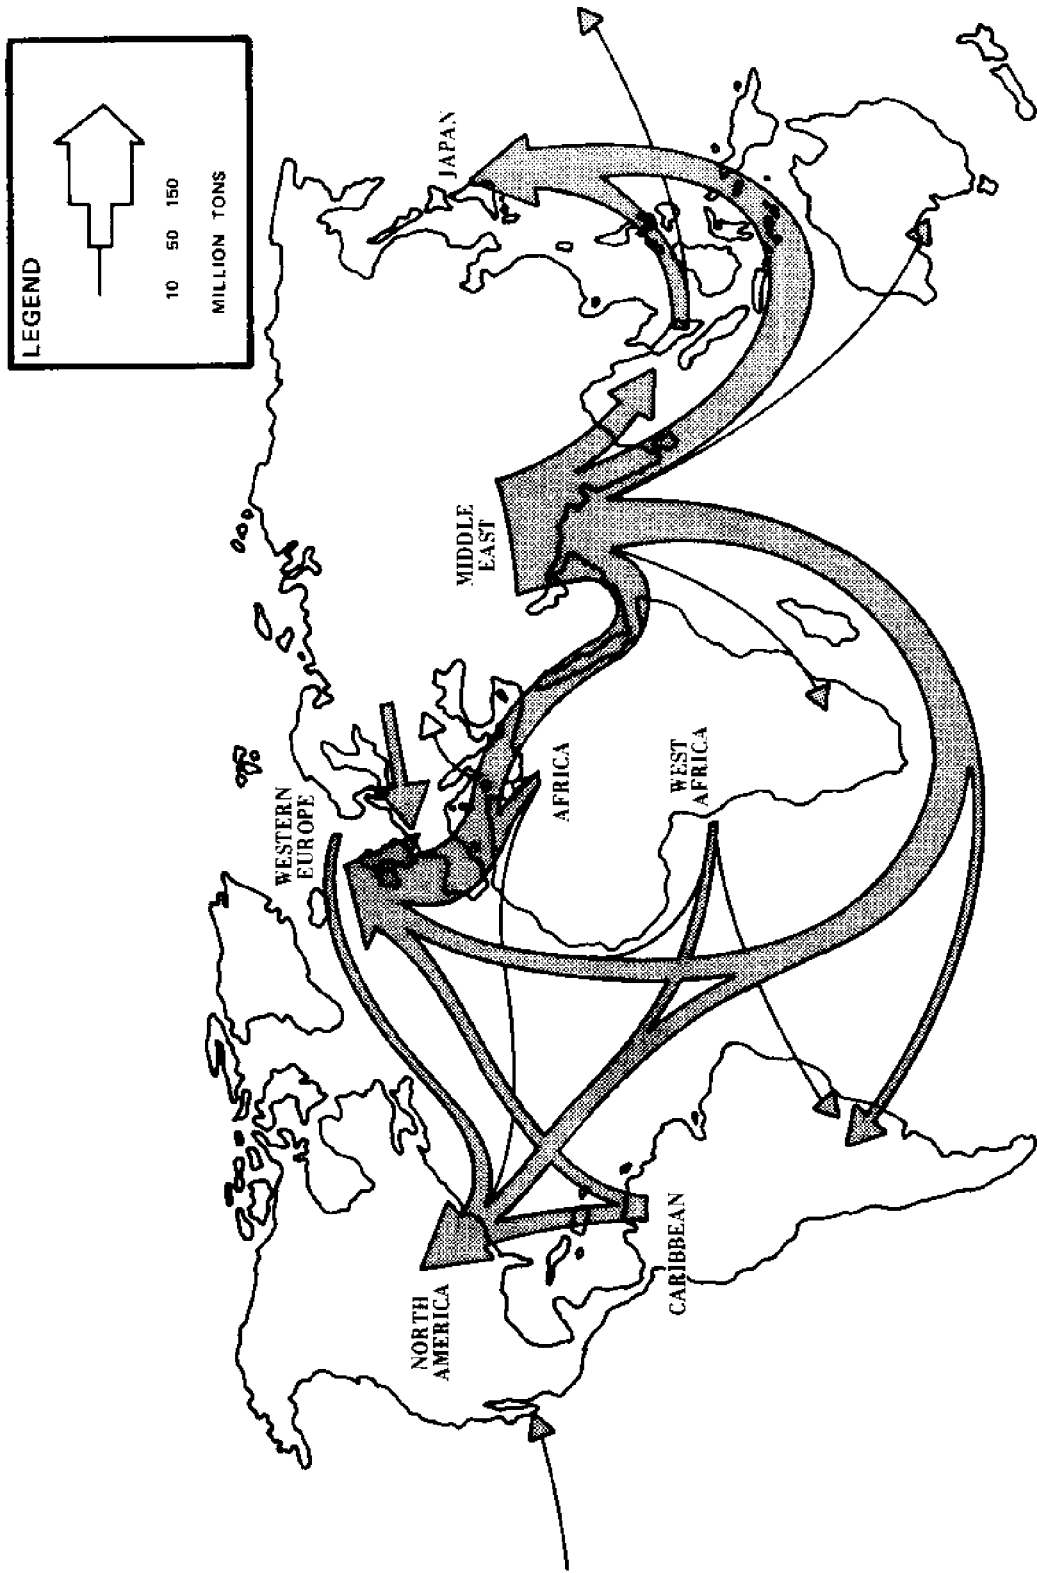 LEGEND
10 50 150
MILLION TONS
JAPAN
MIDDLE
EAST
WESTERN
EUROPE
AFRICA
WEST
AFRICA
NORTH
AMERICA
CARIBBEAN